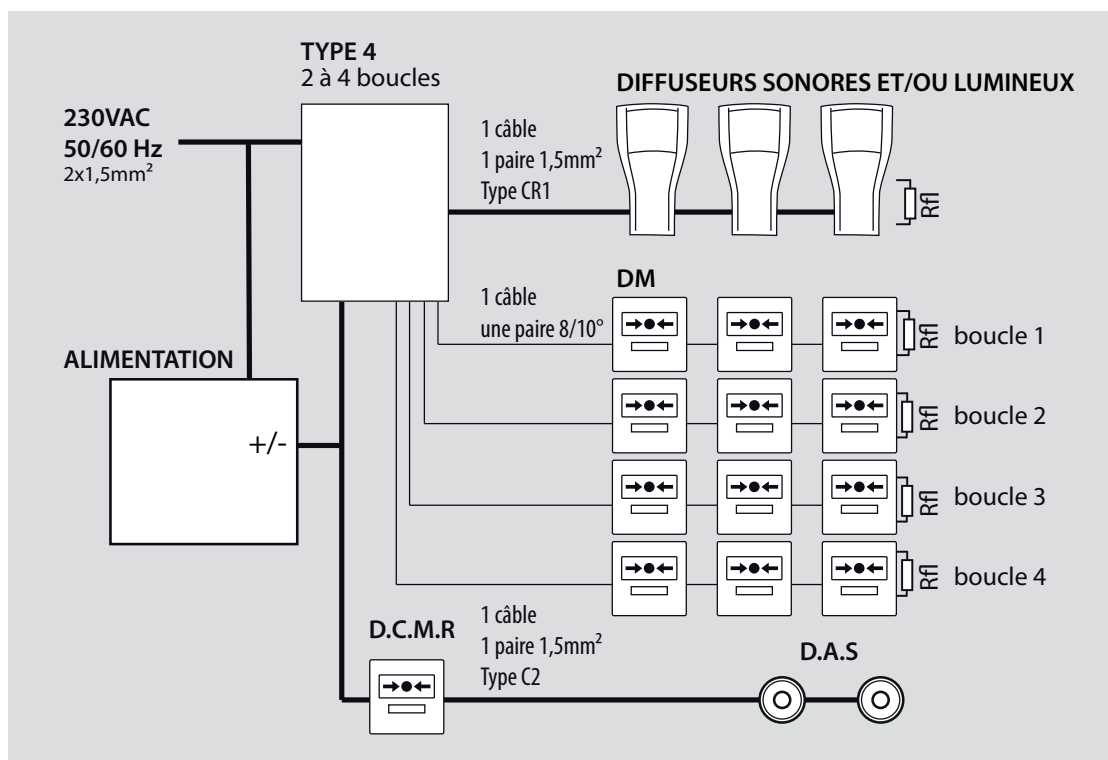 TYPE 4
2 à 4 boucles
230VAC
50/60 Hz
2x1,5mm²
1 câble
1 paire 1,5mm²
Type CR1
DIFFUSEURS SONORES ET/OU LUMINEUX
Rfl
ALIMENTATION
+/-
1 câble
une paire 8/10°
DM
Rfl
boucle 1
Rfl
boucle 2
Rfl
boucle 3
Rfl
boucle 4
D.C.M.R
1 câble
1 paire 1,5mm²
Type C2
D.A.S